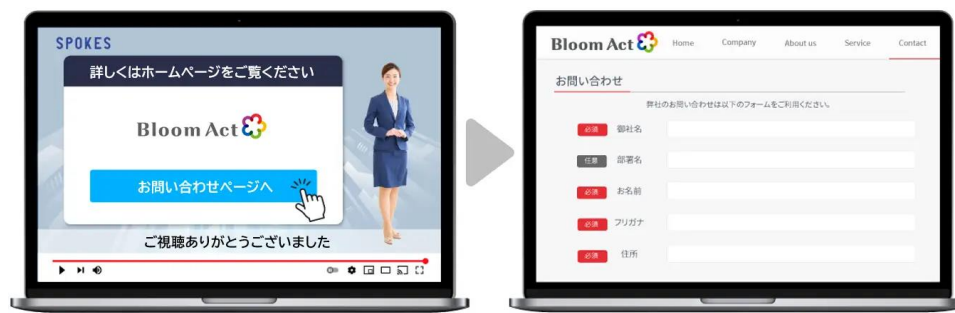 SPOKES
詳しくはホームページをご覧ください
Bloom Act
お問い合わせページへ
ご視聴ありがとうございました
Bloom Act Home Company About us Service Contact
お問い合わせ
弊社のお問い合わせは以下のフォームをご利用ください。
必須 御社名
任意 部署名
必須 お名前
必須 フリガナ
必須 住所